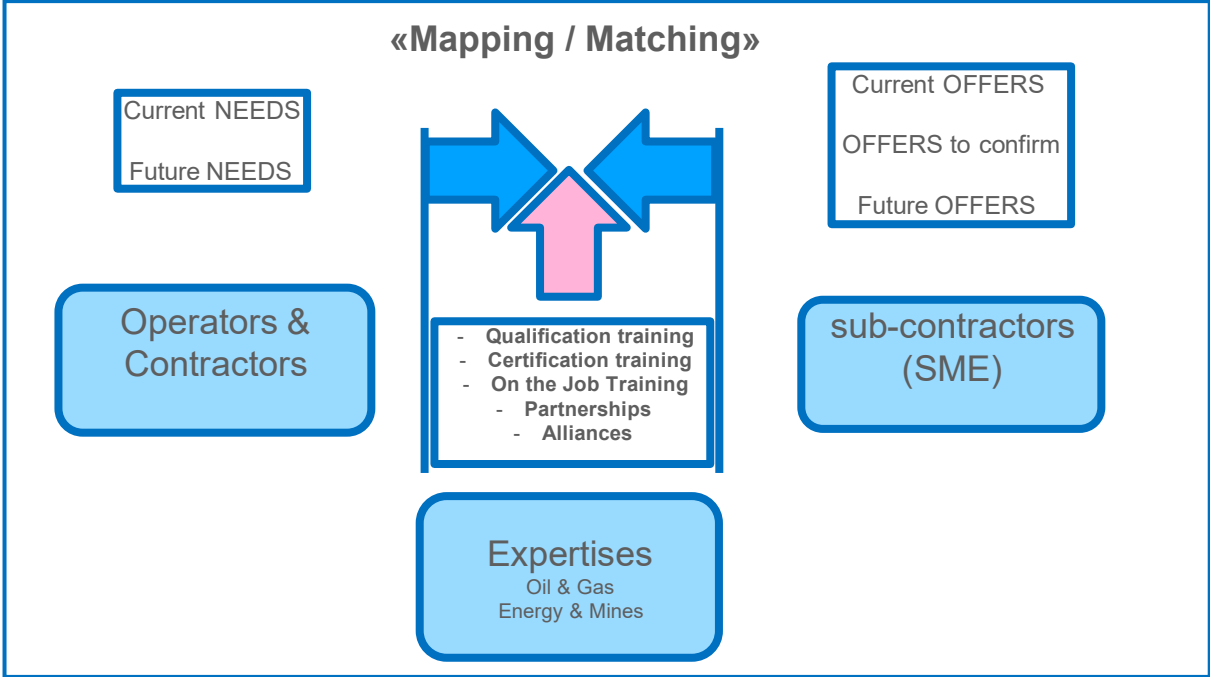 «Mapping / Matching»
Current NEEDS
Future NEEDS
Current OFFERS
OFFERS to confirm
Future OFFERS
Operators &
Contractors
- Qualification training
- Certification training
- On the Job Training
- Partnerships
- Alliances
sub-contractors
(SME)
Expertises
Oil & Gas
Energy & Mines